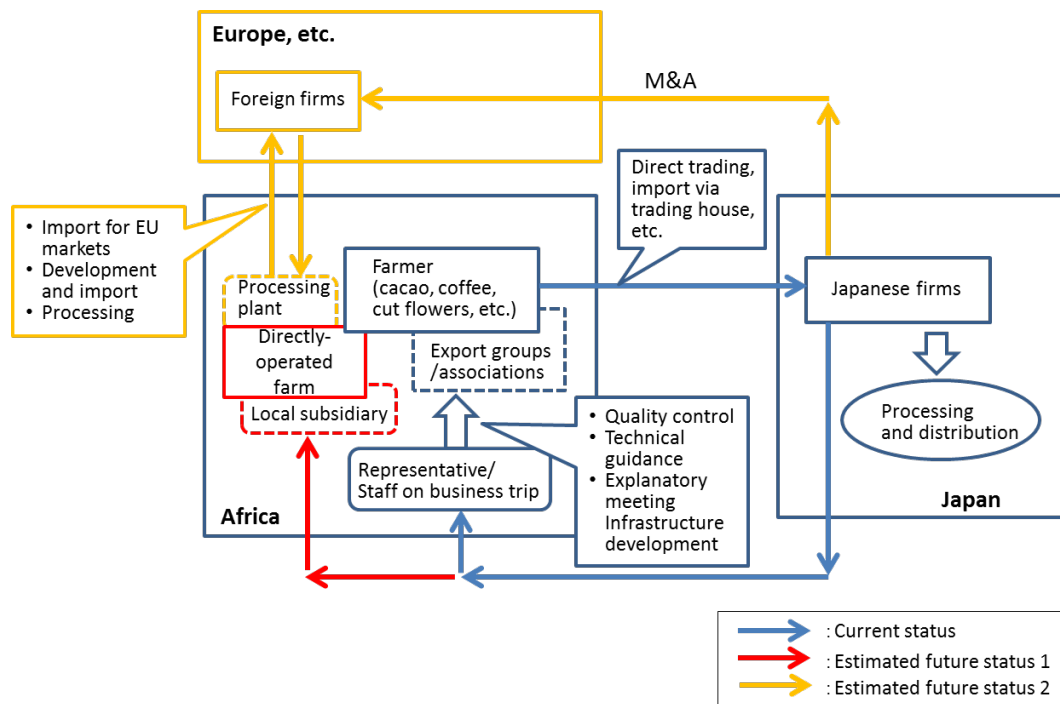 Europe, etc.
Foreign firms
M&A
Direct trading,
import via
trading house,
etc.
• Import for EU
markets
• Development
and import
• Processing
Processing
plant
Farmer
(cacao, coffee,
cut flowers, etc.)
Japanese firms
Directly-
operated
farm
Export groups
/associations
Local subsidiary
• Quality control
• Technical
guidance
• Explanatory
meeting
Infrastructure
development
Processing
and distribution
Representative/
Staff on business trip
Africa
Japan
: Current status
: Estimated future status 1
: Estimated future status 2